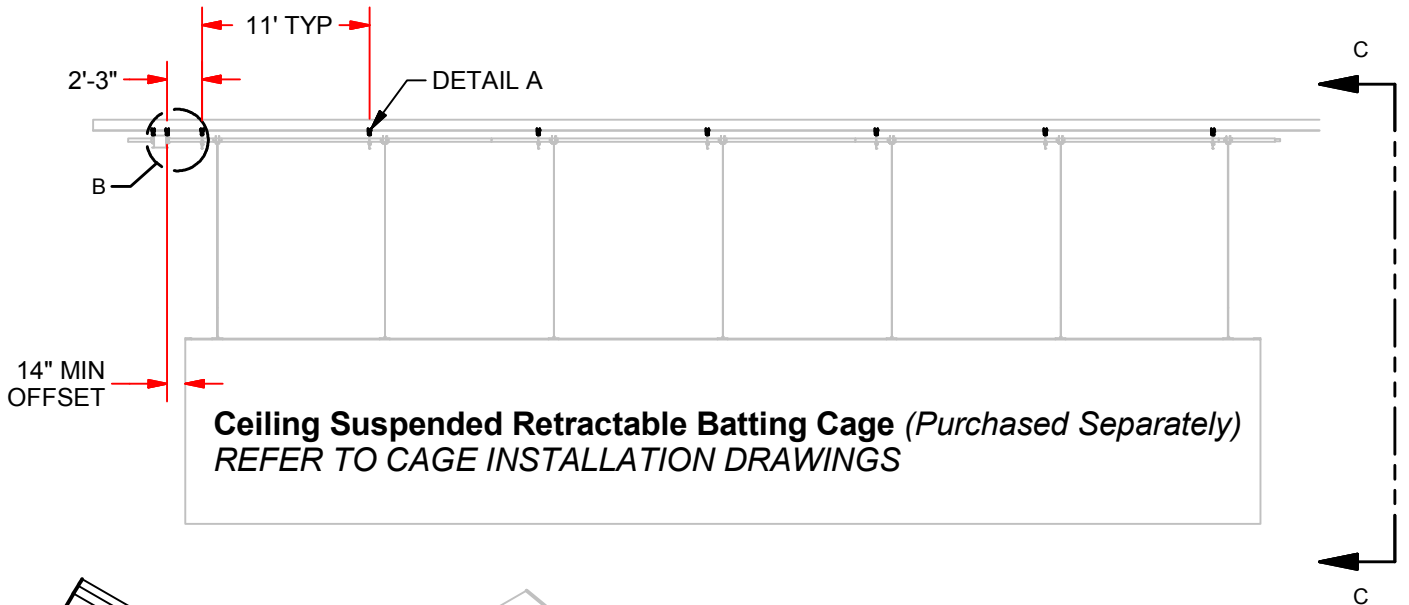 11' TYP
C
2'-3"
DETAIL A
B
14" MIN
OFFSET
Ceiling Suspended Retractable Batting Cage (Purchased Separately)
REFER TO CAGE INSTALLATION DRAWINGS
C